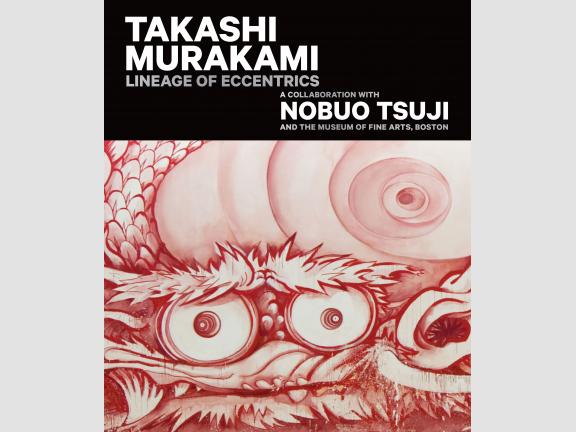 TAKASHI
MURAKAMI
LINEAGE OF ECCENTRICS
A COLLABORATION WITH
NOBUO TSUJI
AND THE MUSEUM OF FINE ARTS, BOSTON